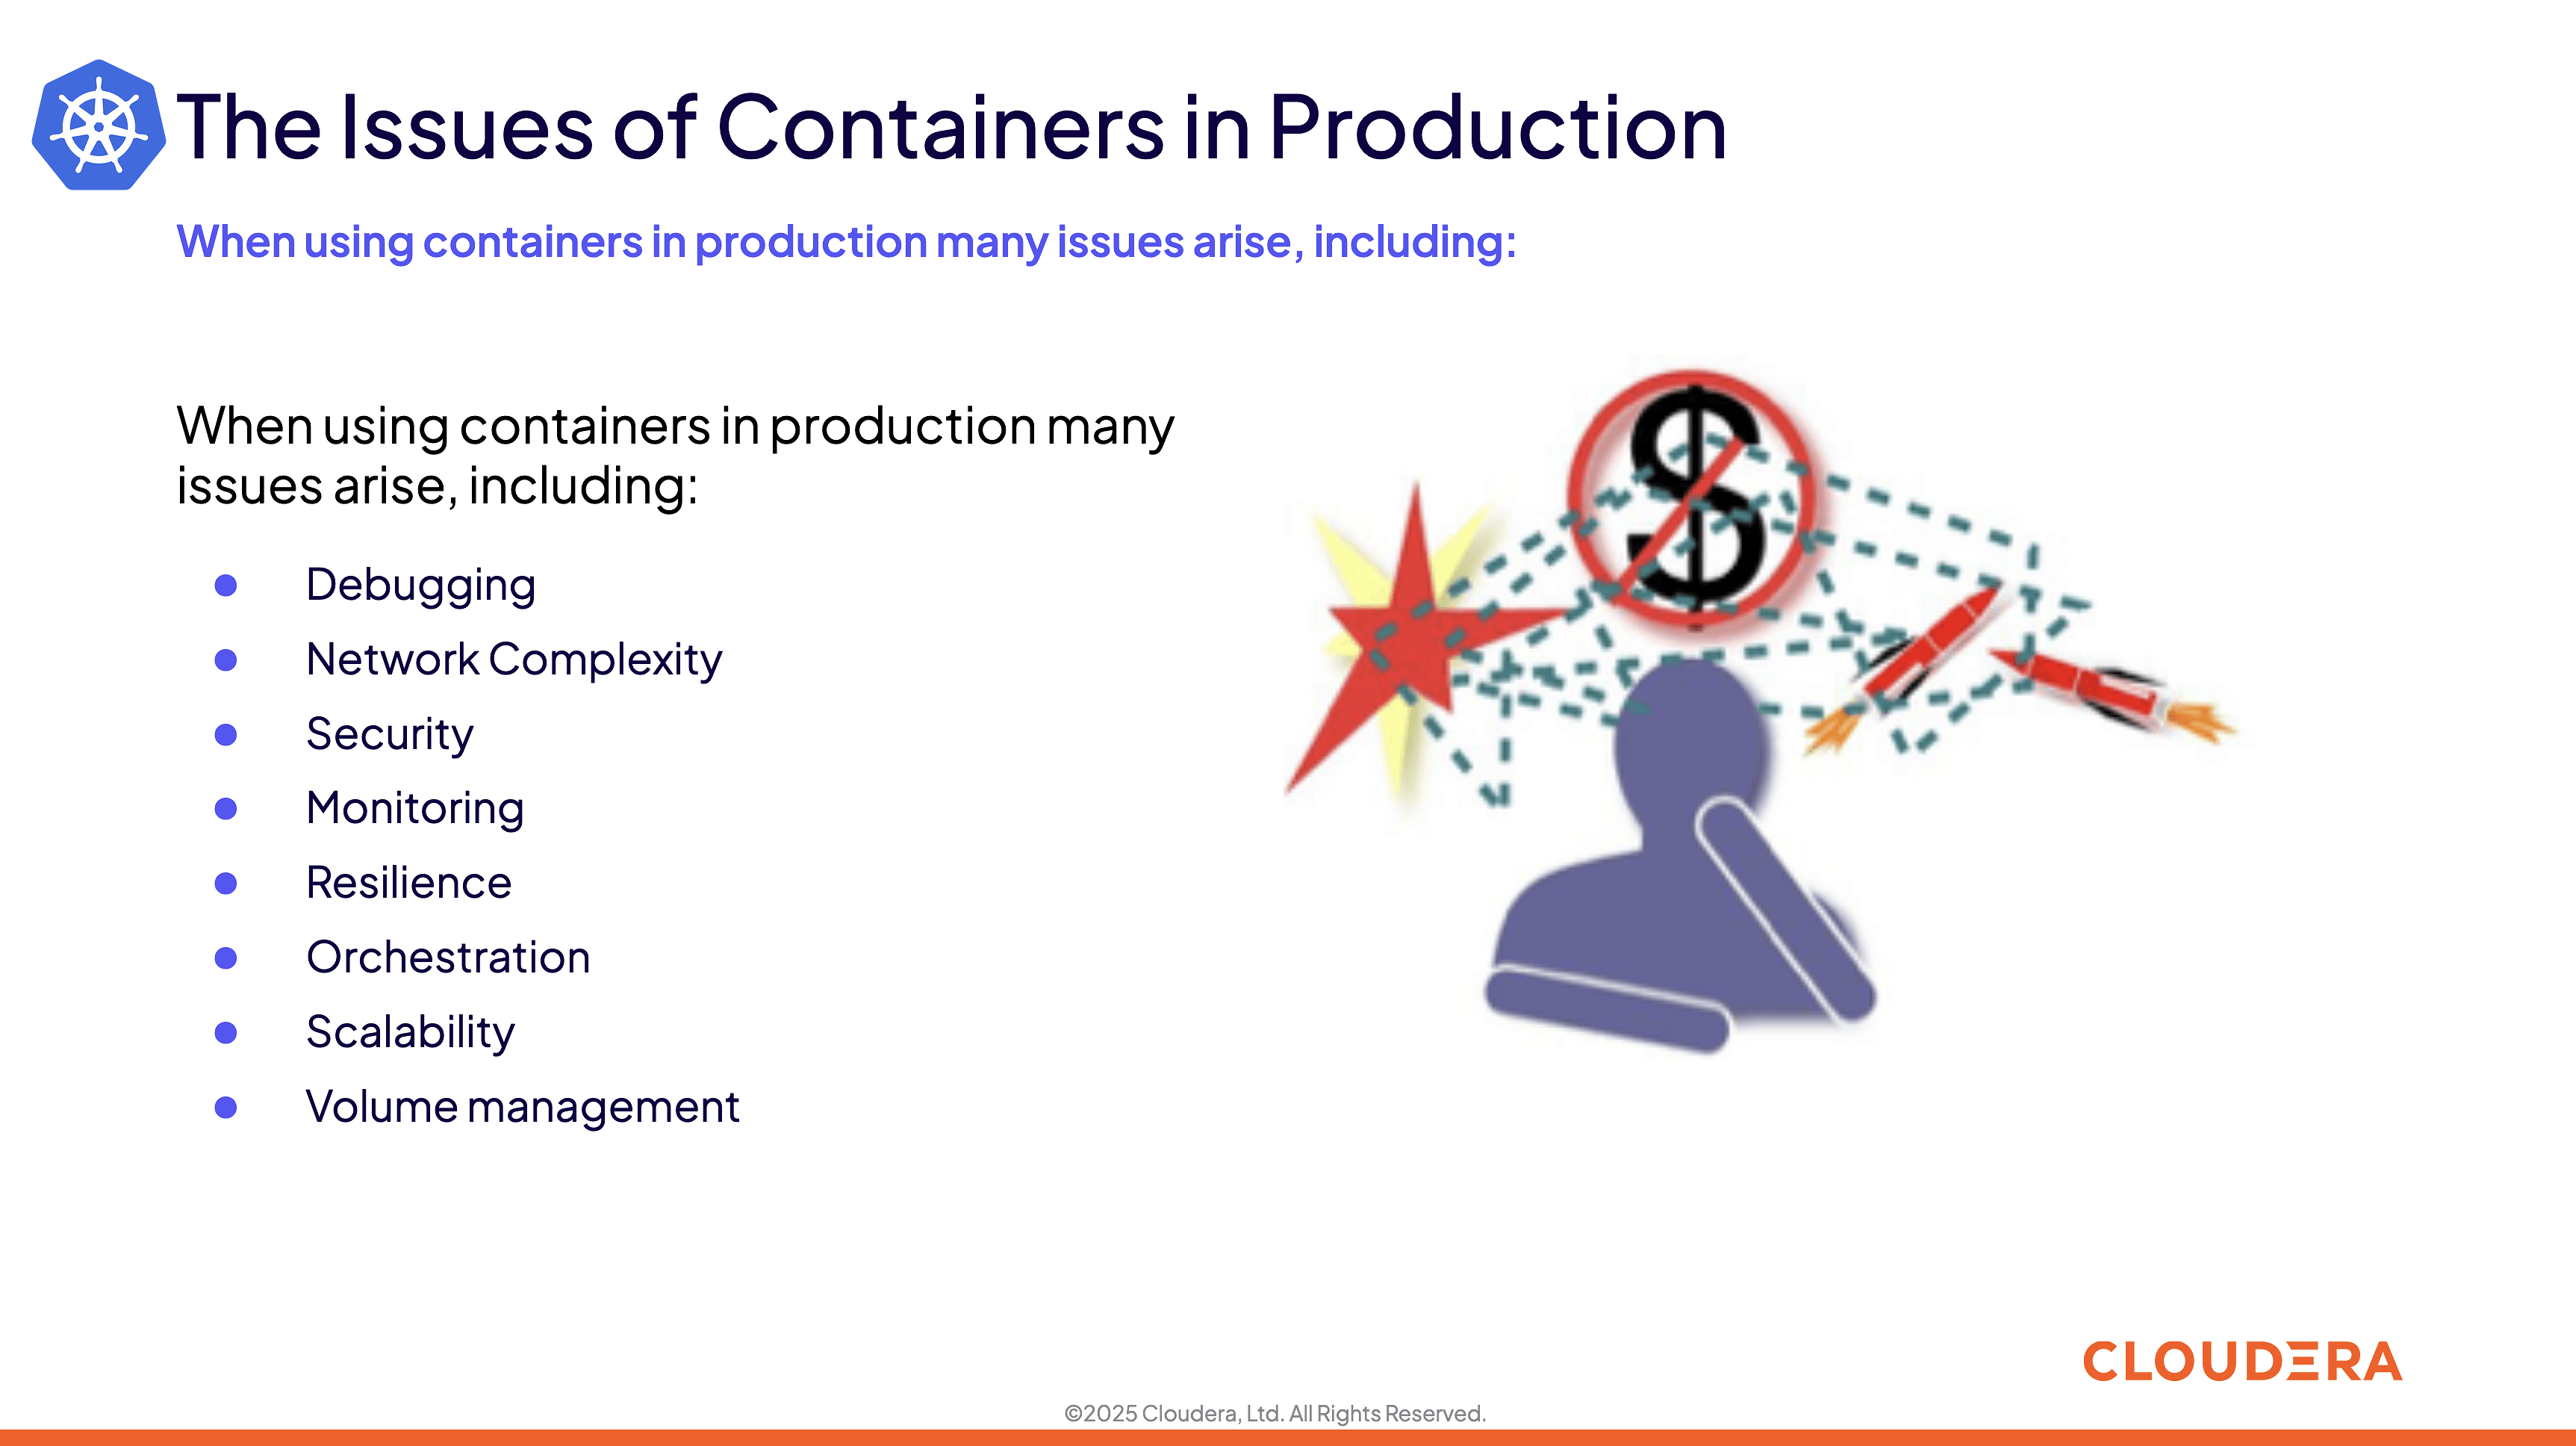 The Issues of Containers in Production
When using containers in production many issues arise, including:
When using containers in production many
issues arise, including:
● Debugging
● Network Complexity
● Security
● Monitoring
● Resilience
● Orchestration
● Scalability
● Volume management
$
CLOUDERA
©2025 Cloudera, Ltd. All Rights Reserved.